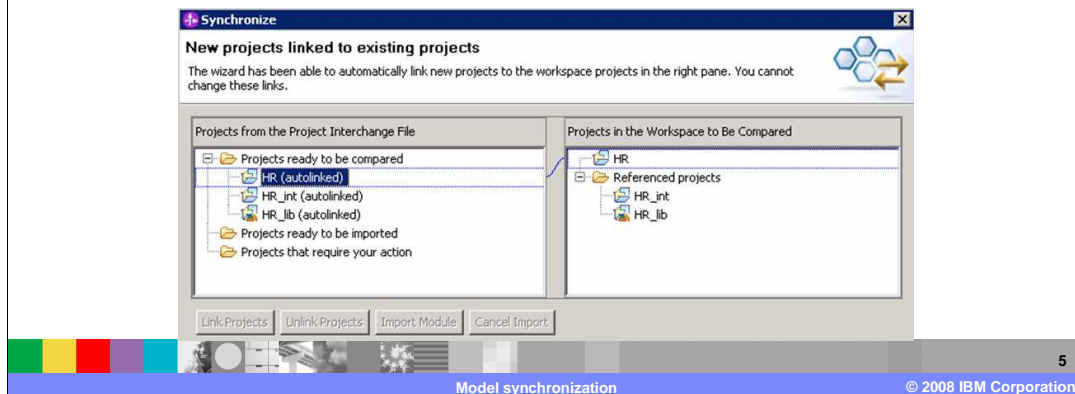 Synchronize
New projects linked to existing projects
The wizard has been able to automatically link new projects to the workspace projects in the right pane. You cannot
change these links.
Projects from the Project Interchange File
Projects ready to be compared
HR (autolinked)
HR_int (autolinked)
HR_lib (autolinked)
Projects ready to be imported
Projects that require your action
Projects in the Workspace to Be Compared
HR
Referenced projects
HR_int
HR_lib
Link Projects
Unlink Projects
Import Module
Cancel Import
5
Model synchronization
© 2008 IBM Corporation